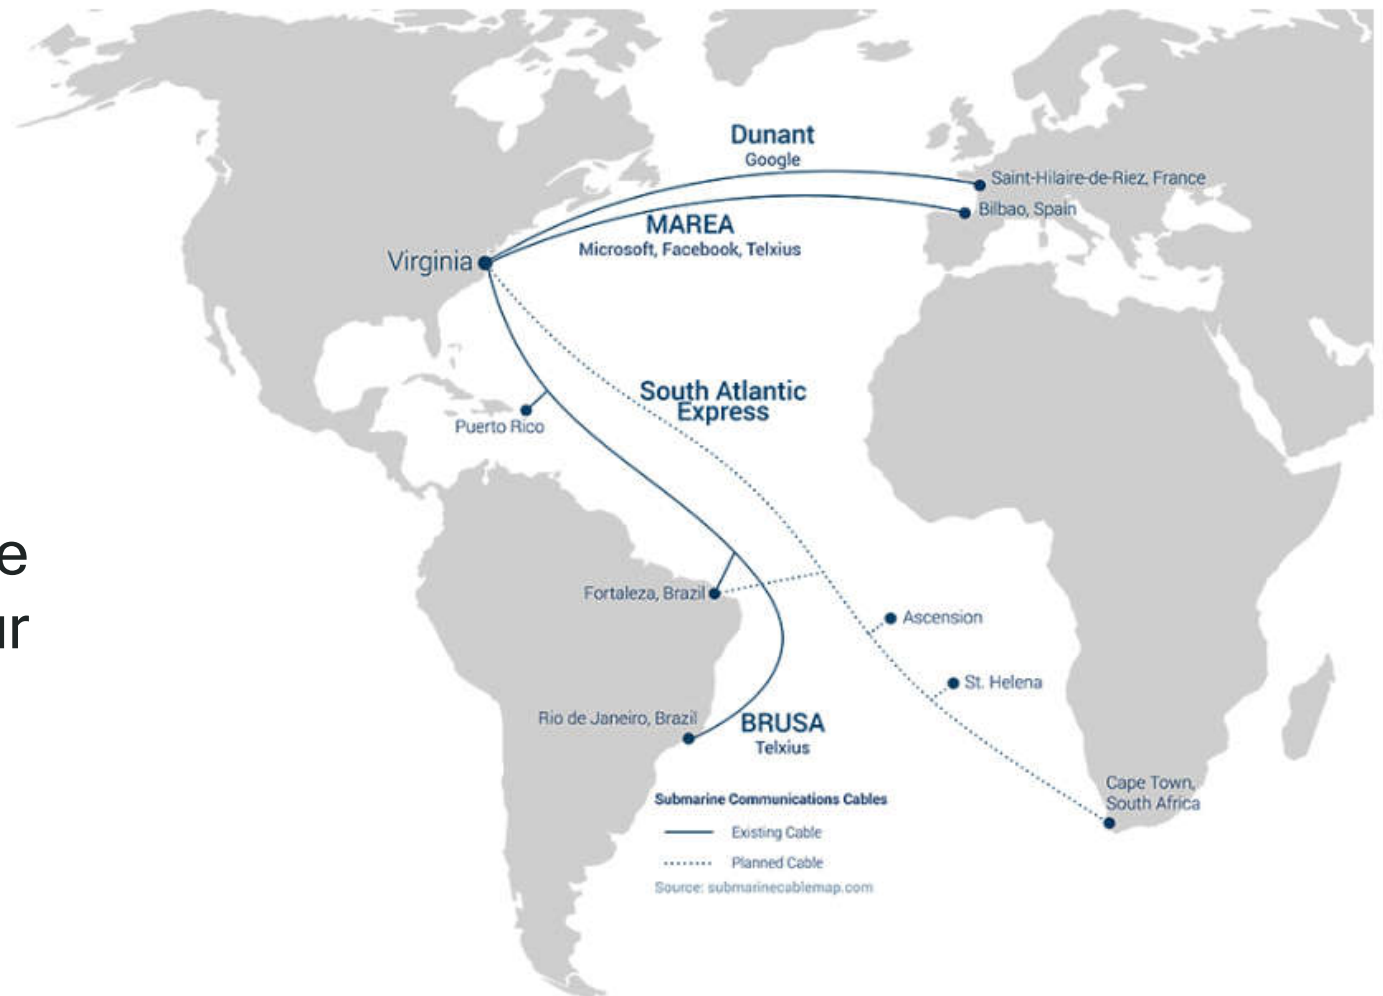 Dunant
Google
Saint-Hilaire-de-Riez, France
Bilbao, Spain
MAREA
Microsoft, Facebook, Telxius
Virginia
South Atlantic
Express
Puerto Rico
e
ur
Fortaleza, Brazil
Ascension
St. Helena
Rio de Janeiro, Brazil
BRUSA
Telxius
Cape Town,
South Africa
Submarine Communications Cables
Existing Cable
Planned Cable
Source: submarinecablemap.com